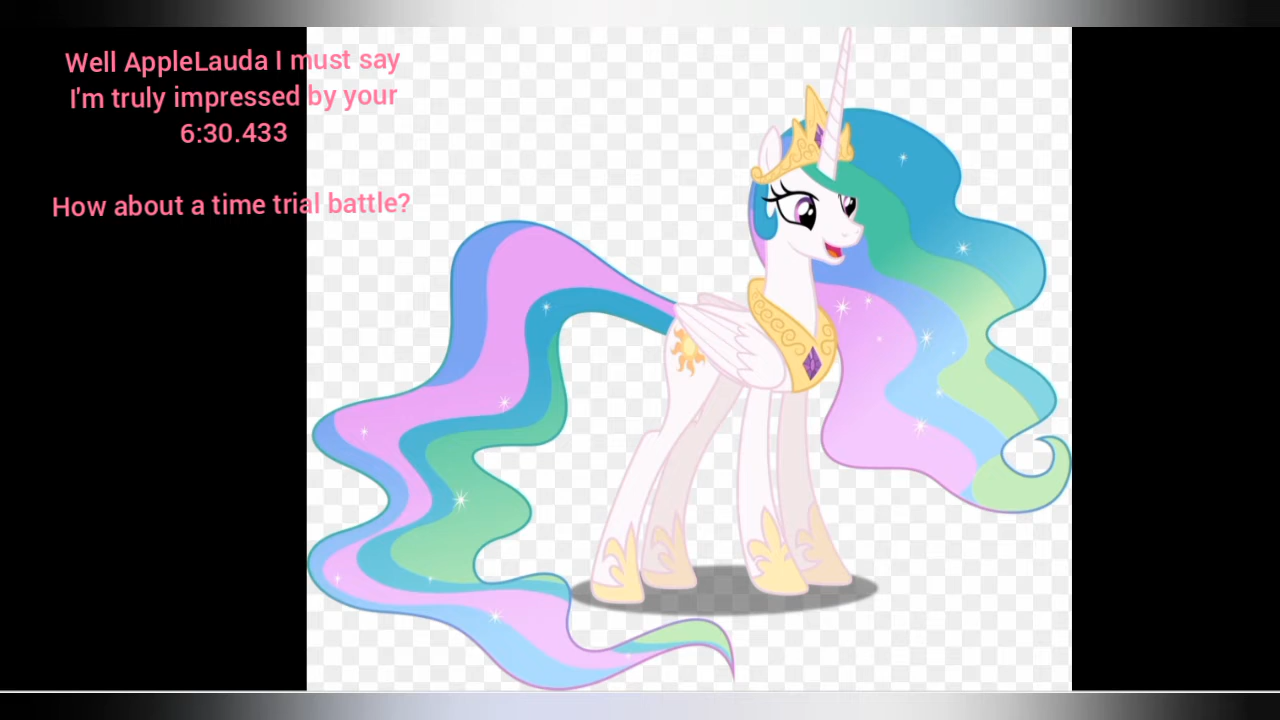 Well AppleLauda I must say
I'm truly impressed by your
6:30.433
How about a time trial battle?